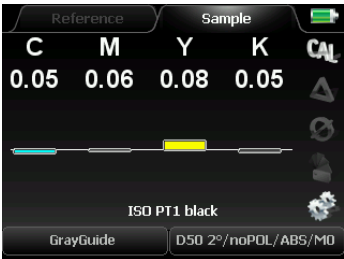 Reference Sample
C M Y K CAL
0.05 0.06 0.08 0.05
ISO PT1 black
GrayGuide D50 2°/noPOL/ABS/M0